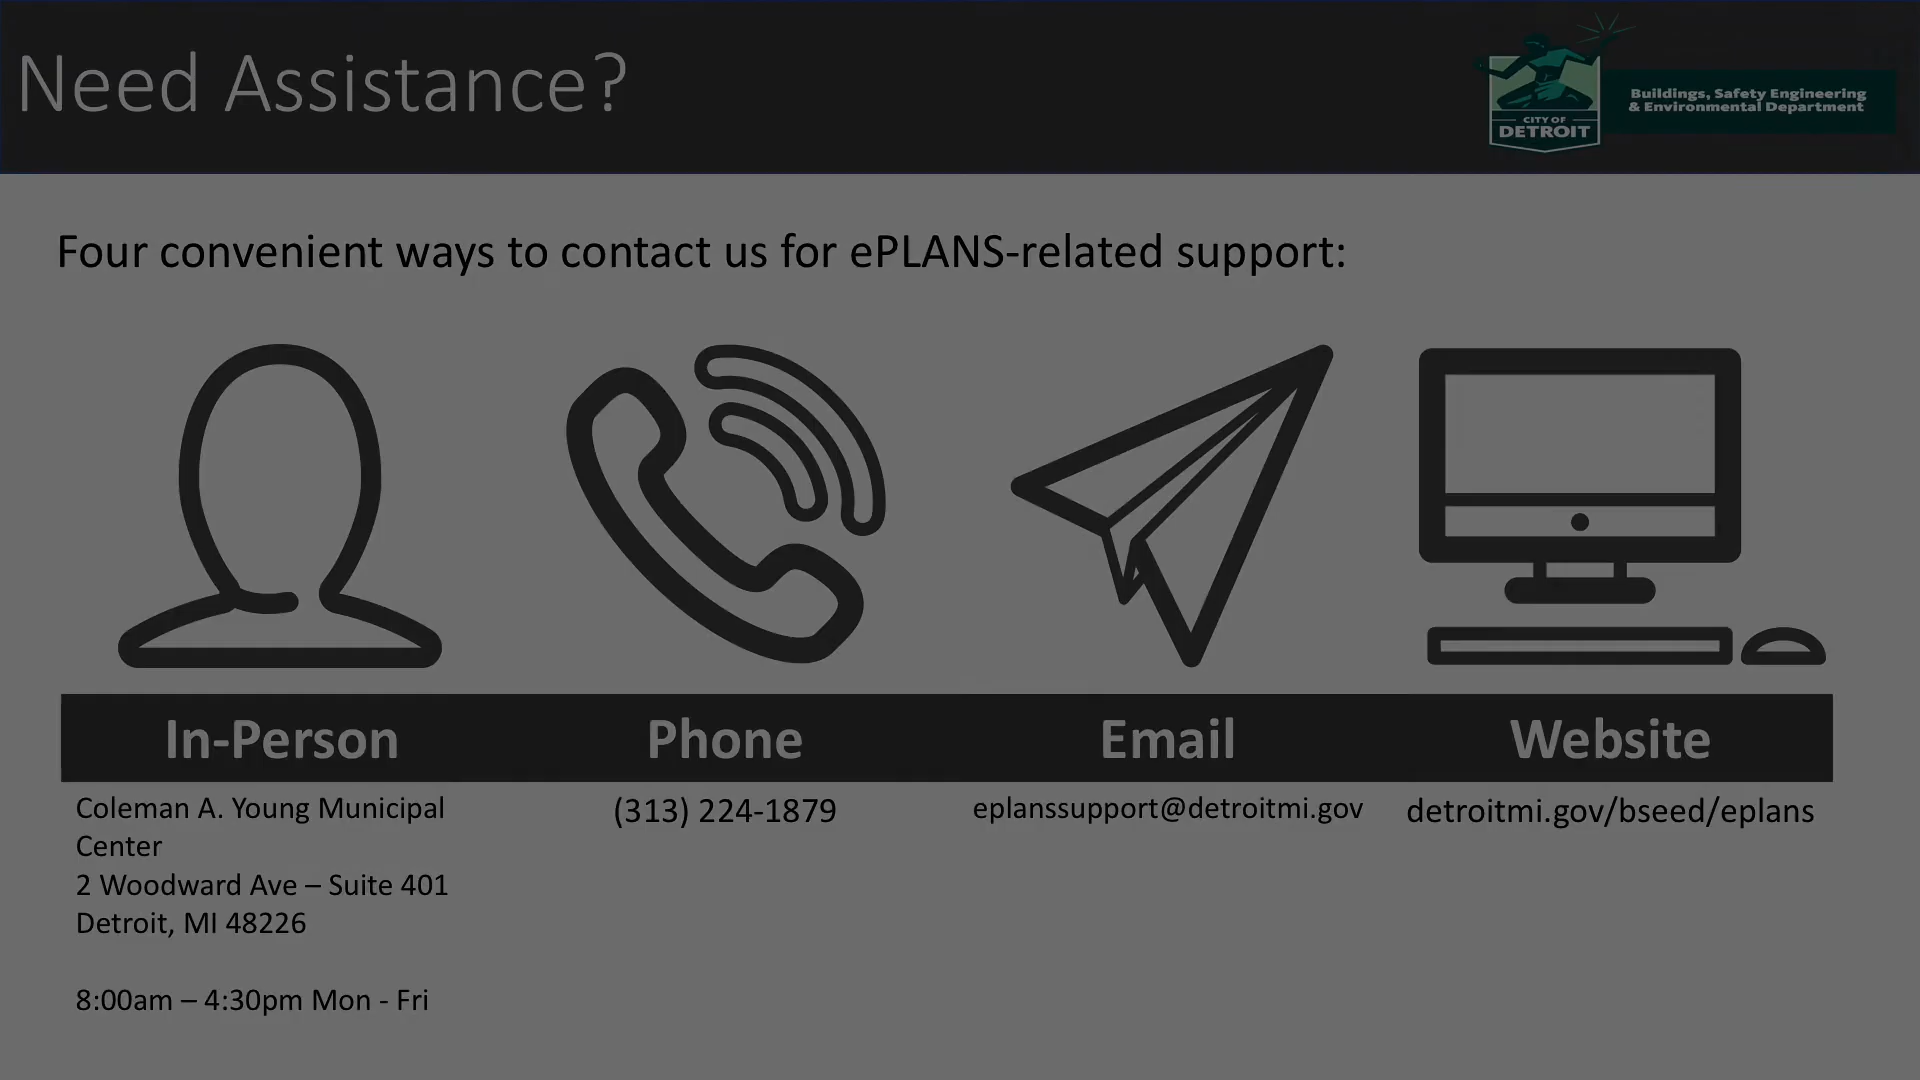 Need Assistance?
Buildings, Safety Engineering
& Environmental Department
CITY OF
DETROIT
Four convenient ways to contact us for ePLANS-related support:
In-Person
Phone
Email
Website
Coleman A. Young Municipal
Center
2 Woodward Ave – Suite 401
Detroit, MI 48226
8:00am – 4:30pm Mon - Fri
(313) 224-1879
eplanssupport@detroitmi.gov
detroitmi.gov/bseed/eplans